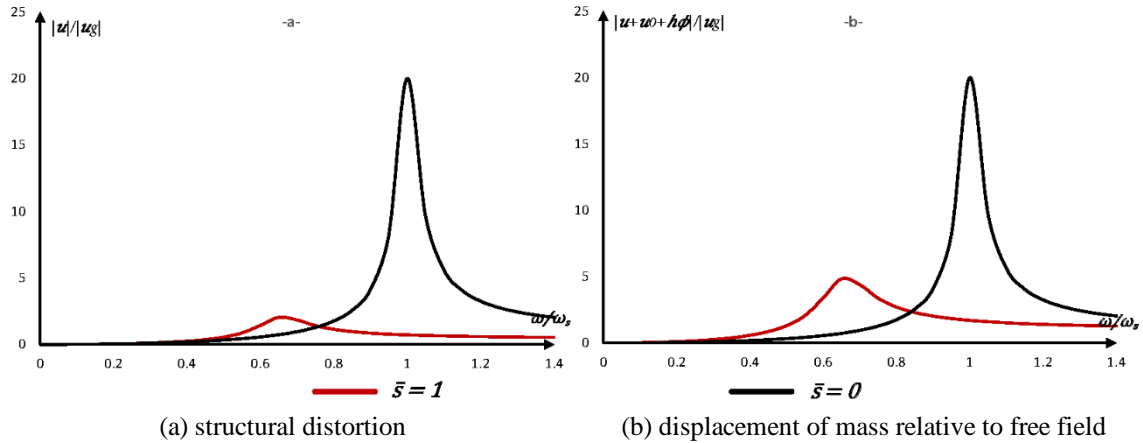 |u|/|ug|
-a-
25
20
15
10
5
0
0 0.2 0.4 0.6 0.8 1 1.2 1.4
ω/ωs
|u+u0+hϕ|/|ug|
-b-
25
20
15
10
5
0
0 0.2 0.4 0.6 0.8 1 1.2 1.4
ω/ωs
s̄ = 1
s̄ = 0
(a) structural distortion
(b) displacement of mass relative to free field